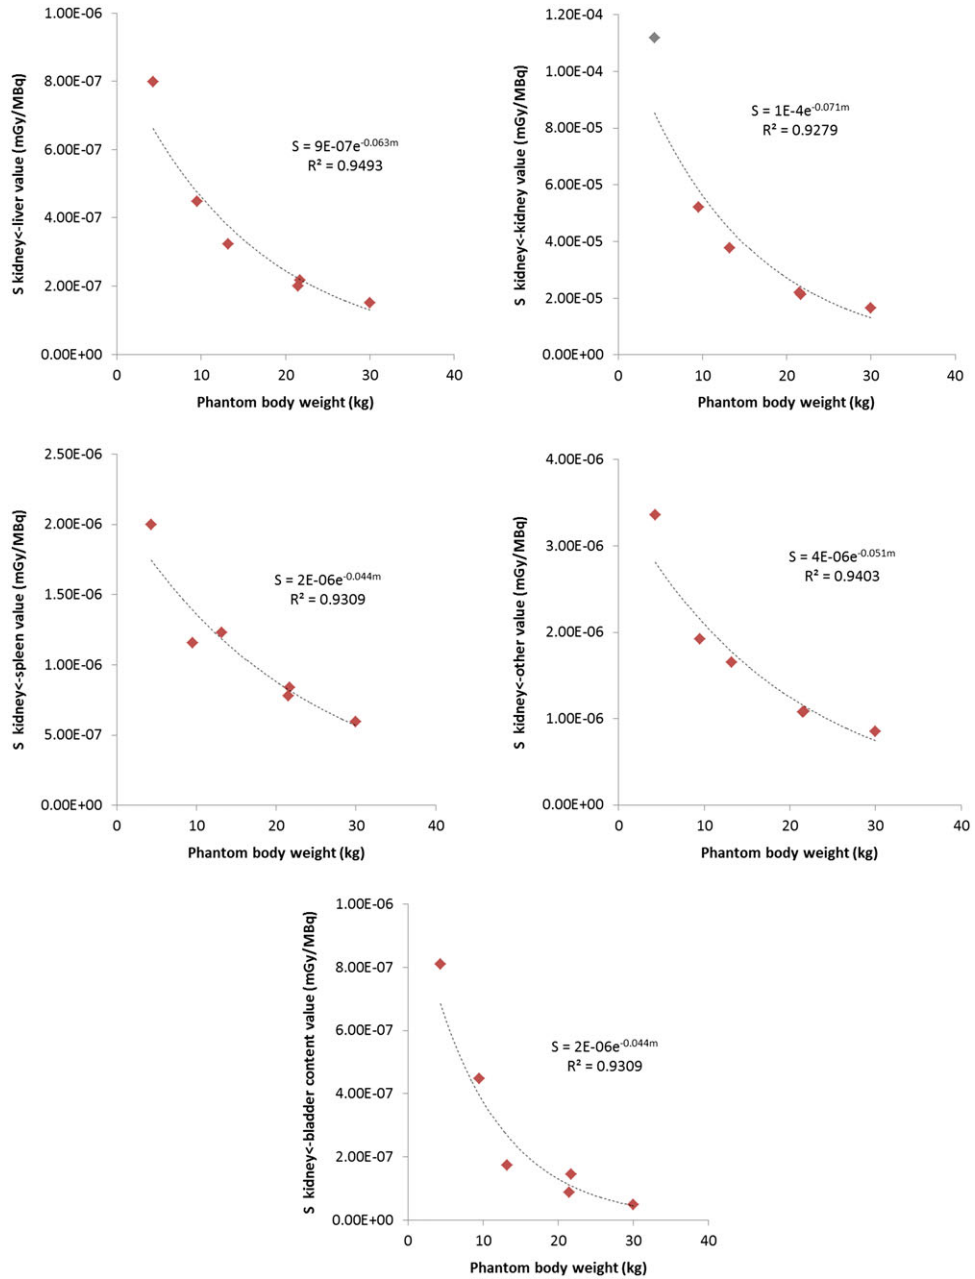 S kidney<-liver value (mGy/MBq)
1.00E-06
8.00E-07
6.00E-07
4.00E-07
2.00E-07
0.00E+00
S = 9E-07e^-0.063m
R² = 0.9493
0 10 20 30 40
Phantom body weight (kg)
S kidney<-kidney value (mGy/MBq)
1.20E-04
1.00E-04
8.00E-05
6.00E-05
4.00E-05
2.00E-05
0.00E+00
S = 1E-4e^-0.071m
R² = 0.9279
0 10 20 30 40
Phantom body weight (kg)
S kidney<-spleen value (mGy/MBq)
2.50E-06
2.00E-06
1.50E-06
1.00E-06
5.00E-07
0.00E+00
S = 2E-06e^-0.044m
R² = 0.9309
0 10 20 30 40
Phantom body weight (kg)
S kidney<-other value (mGy/MBq)
4.00E-06
3.00E-06
2.00E-06
1.00E-06
0.00E+00
S = 4E-06e^-0.051m
R² = 0.9403
0 10 20 30 40
Phantom body weight (kg)
S kidney<-bladder content value (mGy/MBq)
1.00E-06
8.00E-07
6.00E-07
4.00E-07
2.00E-07
0.00E+00
S = 2E-06e^-0.044m
R² = 0.9309
0 10 20 30 40
Phantom body weight (kg)